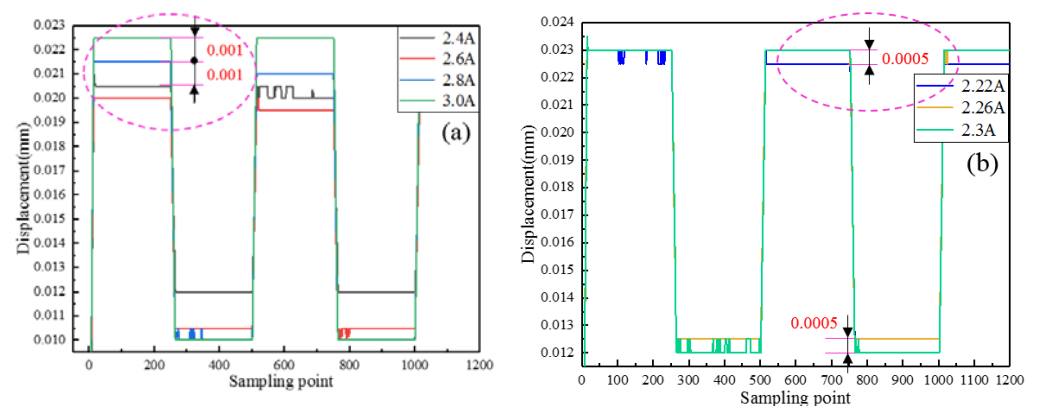 0.023
0.022
0.021
0.020
0.019
0.018
0.017
0.016
0.015
0.014
0.013
0.012
0.011
0.010
Displacement(mm)
0.001
0.001
2.4A
2.6A
2.8A
3.0A
(a)
0 200 400 600 800 1000 1200
Sampling point
0.024
0.023
0.022
0.021
0.020
0.019
0.018
0.017
0.016
0.015
0.014
0.013
0.012
Displacement(mm)
0.0005
2.22A
2.26A
2.3A
(b)
0.0005
0 100 200 300 400 500 600 700 800 900 1000 1100 1200
Sampling point